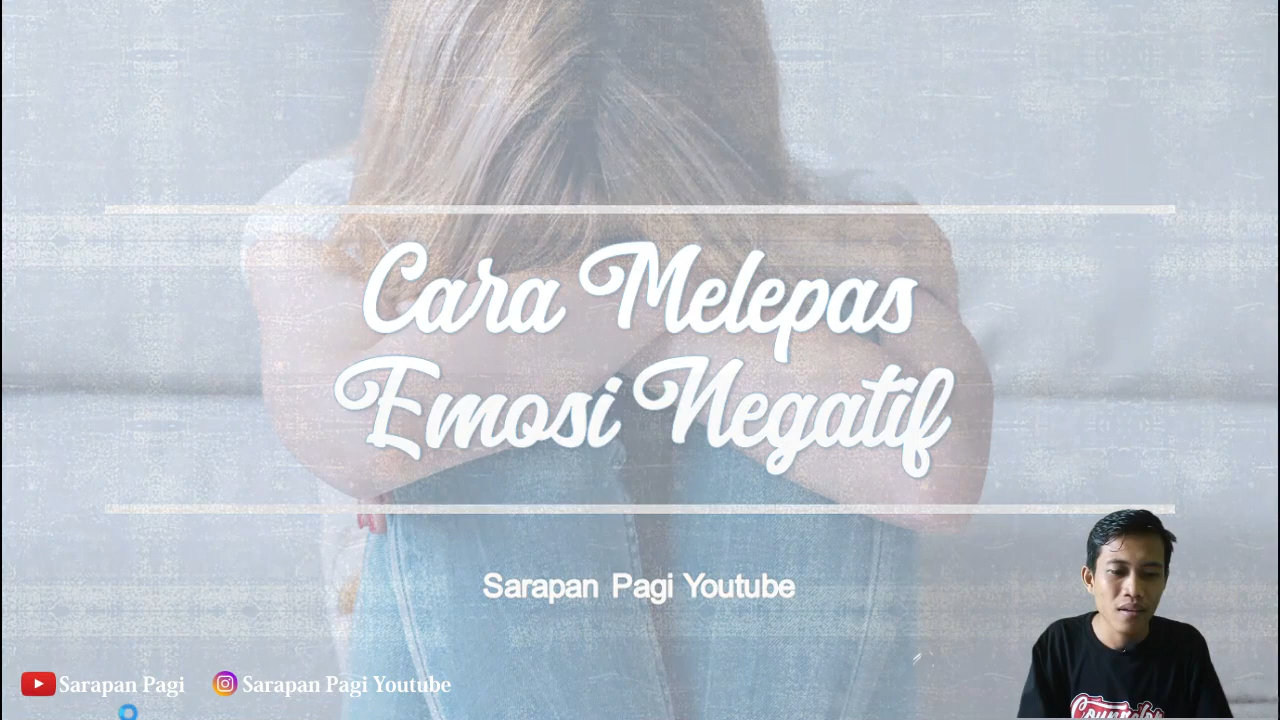 Cara Melepas
Emosi Negatif
Sarapan Pagi Youtube
Sarapan Pagi
Sarapan Pagi Youtube